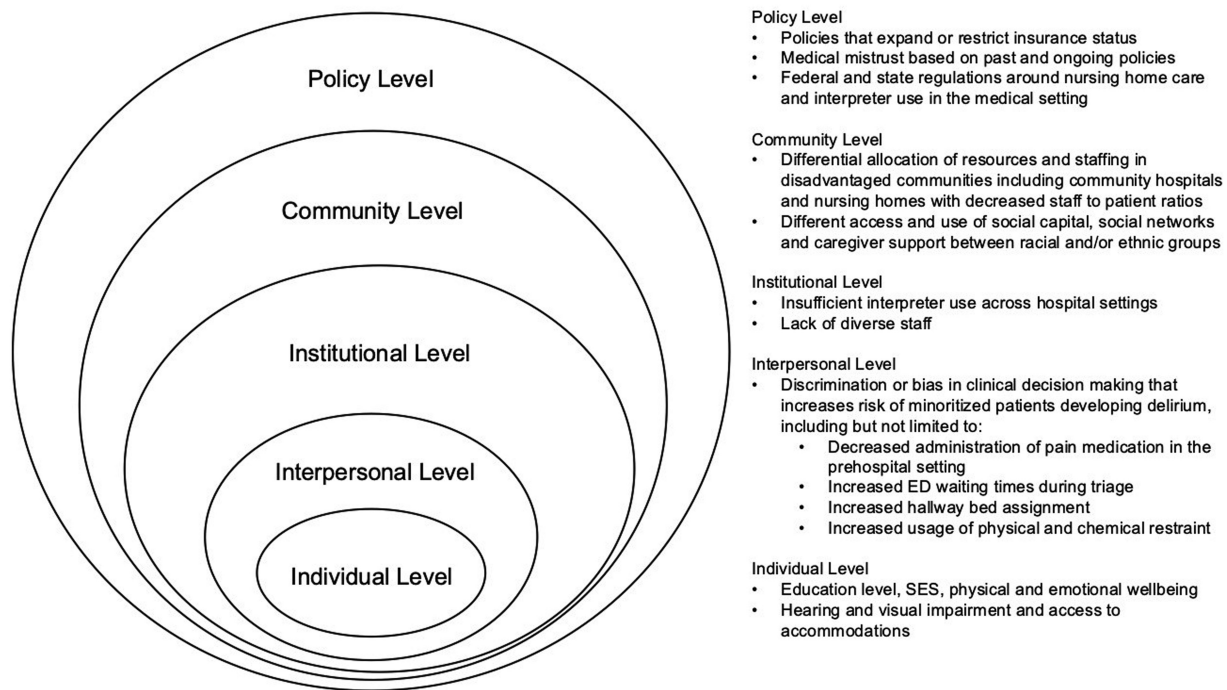 Policy Level
Community Level
Institutional Level
Interpersonal Level
Individual Level
Policy Level
• Policies that expand or restrict insurance status
• Medical mistrust based on past and ongoing policies
• Federal and state regulations around nursing home care
and interpreter use in the medical setting
Community Level
• Differential allocation of resources and staffing in
disadvantaged communities including community hospitals
and nursing homes with decreased staff to patient ratios
• Different access and use of social capital, social networks
and caregiver support between racial and/or ethnic groups
Institutional Level
• Insufficient interpreter use across hospital settings
• Lack of diverse staff
Interpersonal Level
• Discrimination or bias in clinical decision making that
increases risk of minoritized patients developing delirium,
including but not limited to:
• Decreased administration of pain medication in the
prehospital setting
• Increased ED waiting times during triage
• Increased hallway bed assignment
• Increased usage of physical and chemical restraint
Individual Level
• Education level, SES, physical and emotional wellbeing
• Hearing and visual impairment and access to
accommodations